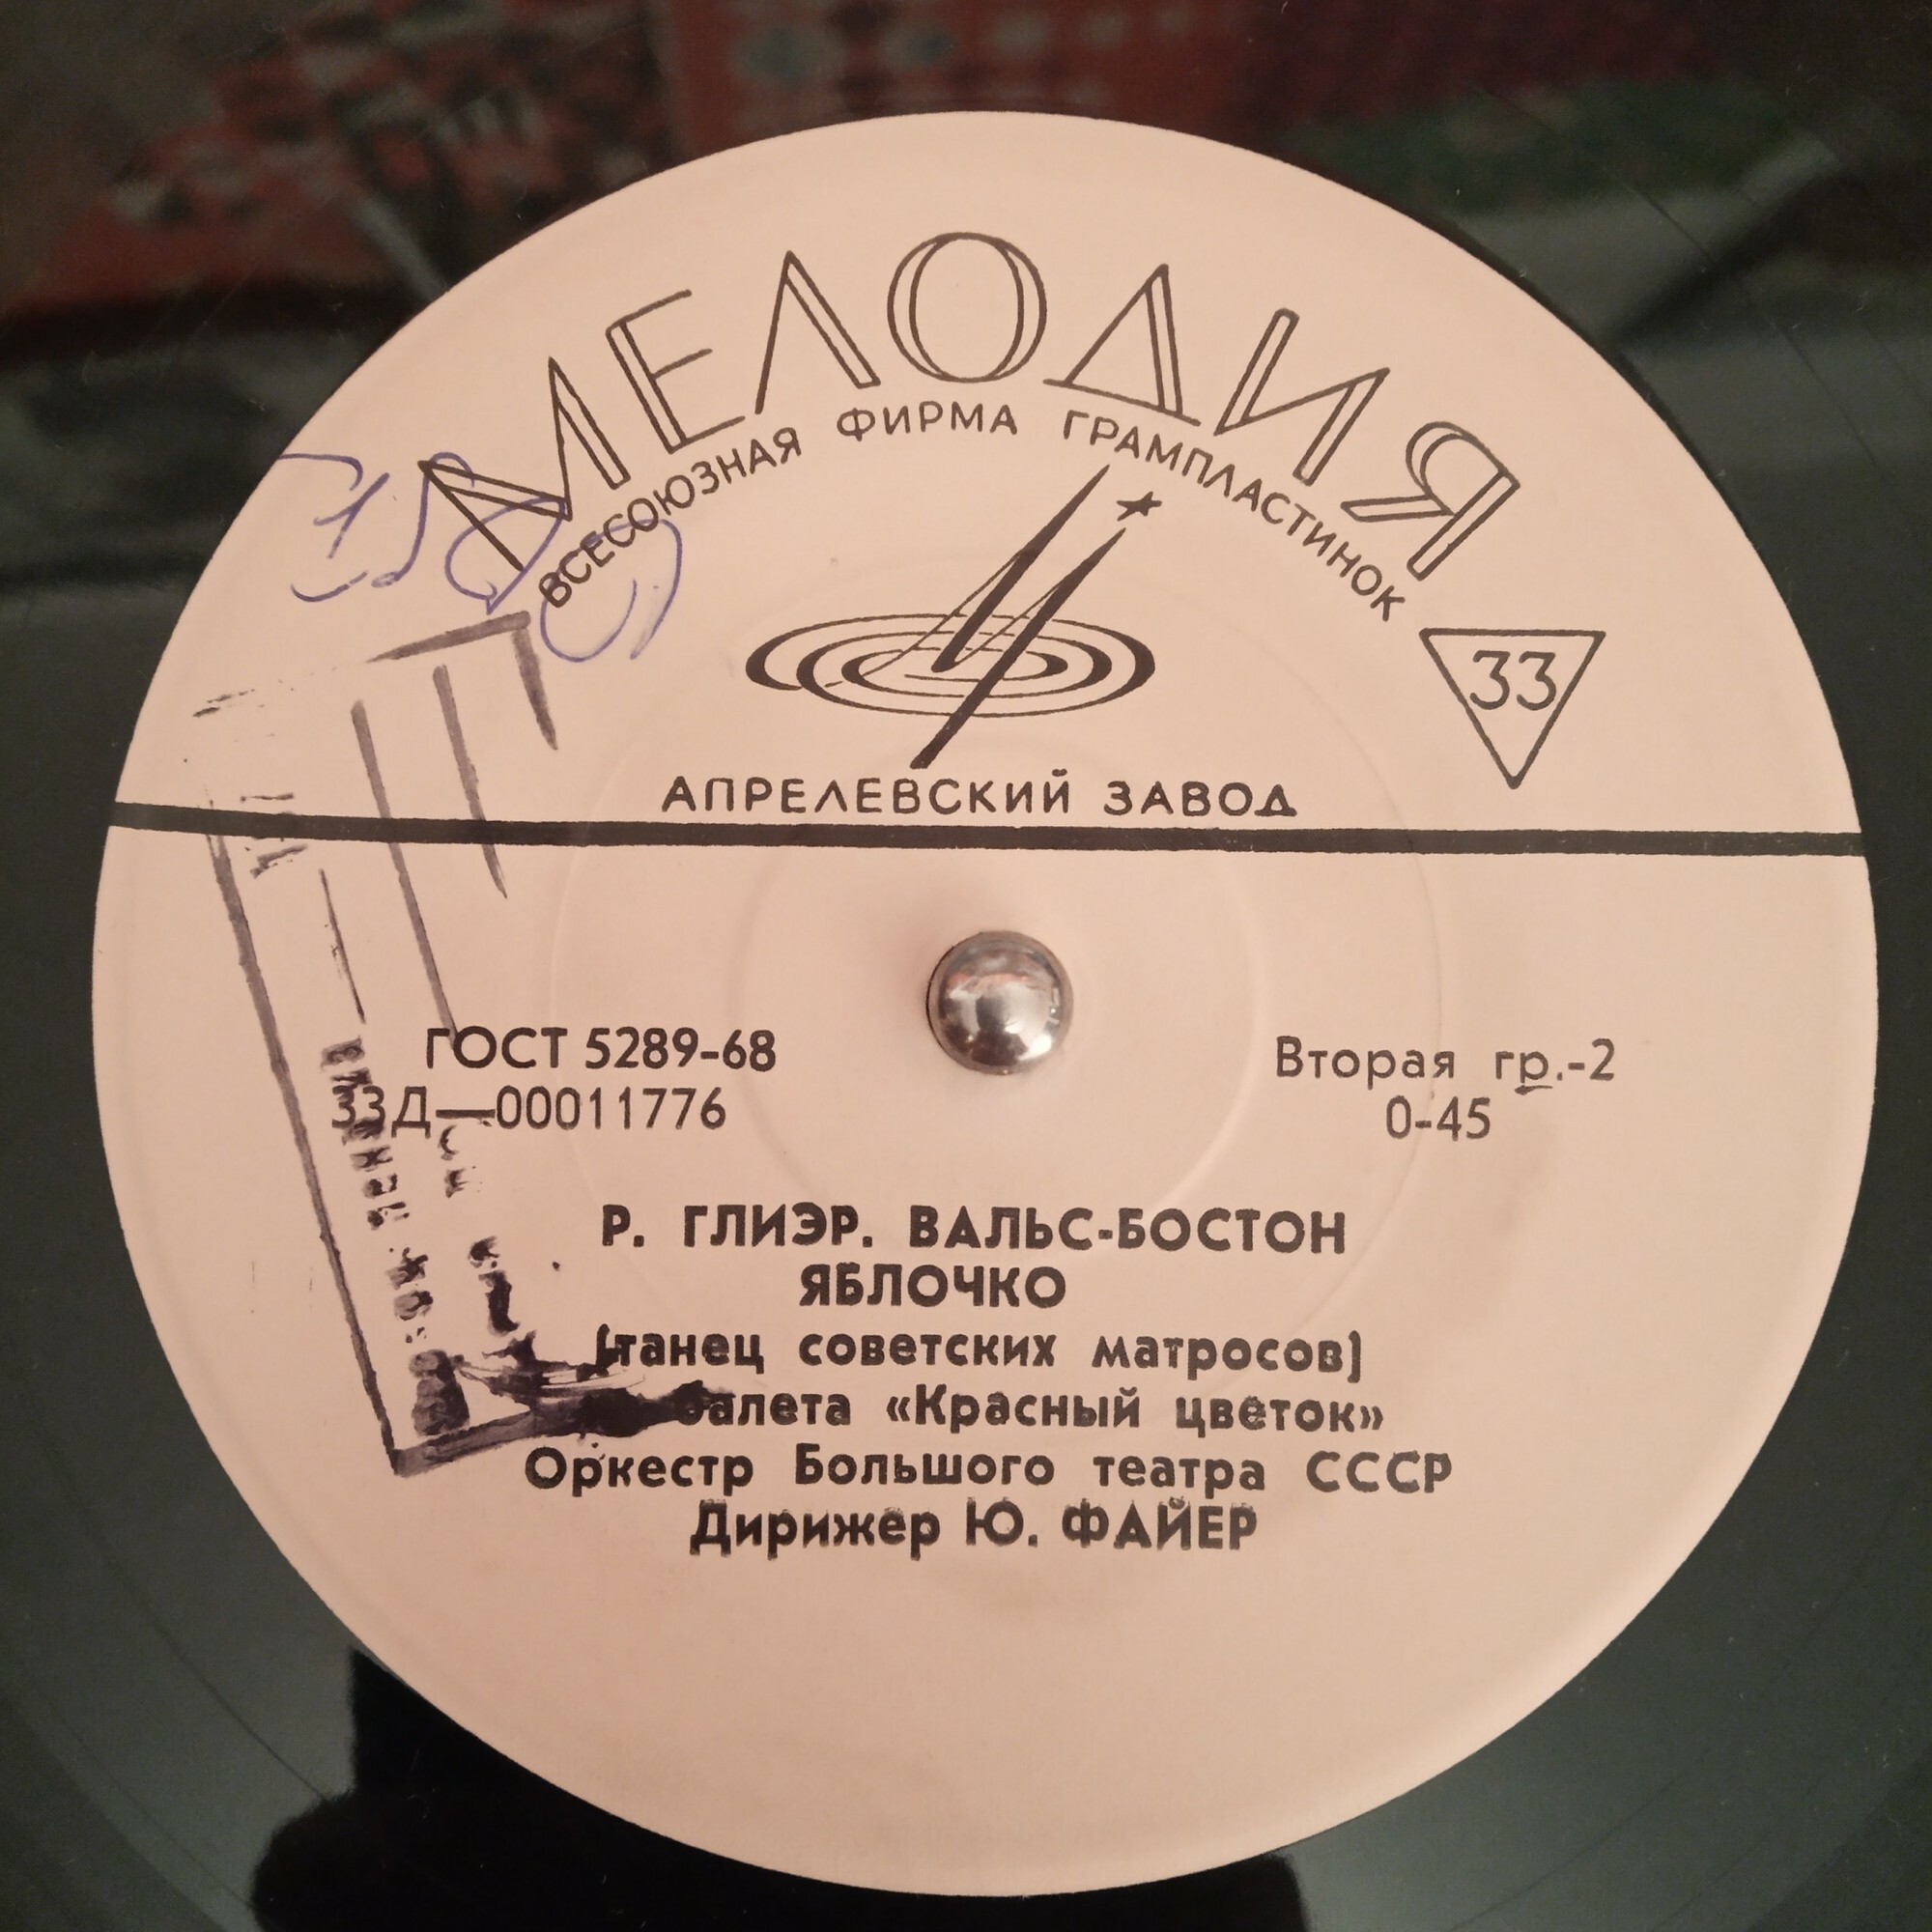 МЕЛОДИЯ
ВСЕСОЮЗНАЯ ФИРМА ГРАМПЛАСТИНОК
33
АПРЕЛЕВСКИЙ ЗАВОД
ГОСТ 5289-68
33Д—00011776
Вторая гр.-2
0-45
Р. ГЛИЭР. ВАЛЬС-БОСТОН
ЯБЛОЧКО
(танец советских матросов)
балета «Красный цветок»
Оркестр Большого театра СССР
Дирижер Ю. ФАЙЕР